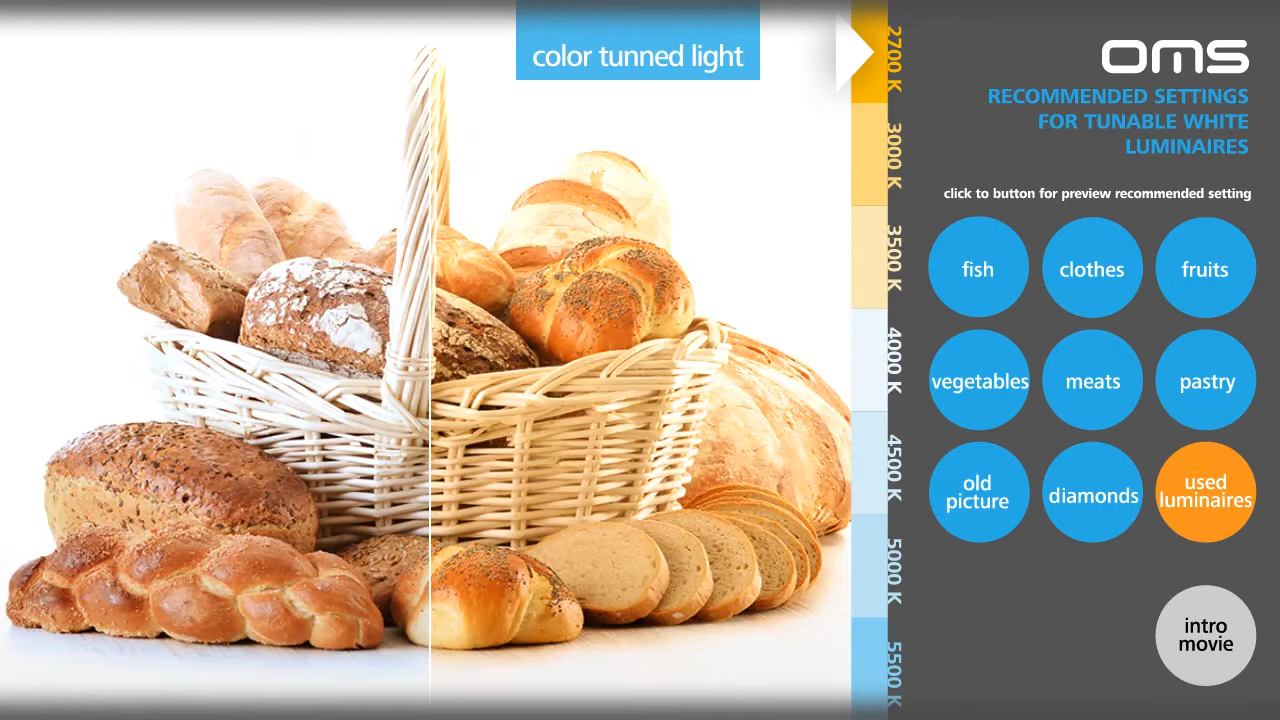 color tunned light
2700 K
3000 K
3500 K
4000 K
4500 K
5000 K
5500 K
oms
RECOMMENDED SETTINGS
FOR TUNABLE WHITE
LUMINAIRES
click to button for preview recommended setting
fish
clothes
fruits
vegetables
meats
pastry
old
picture
diamonds
used
luminaires
intro
movie